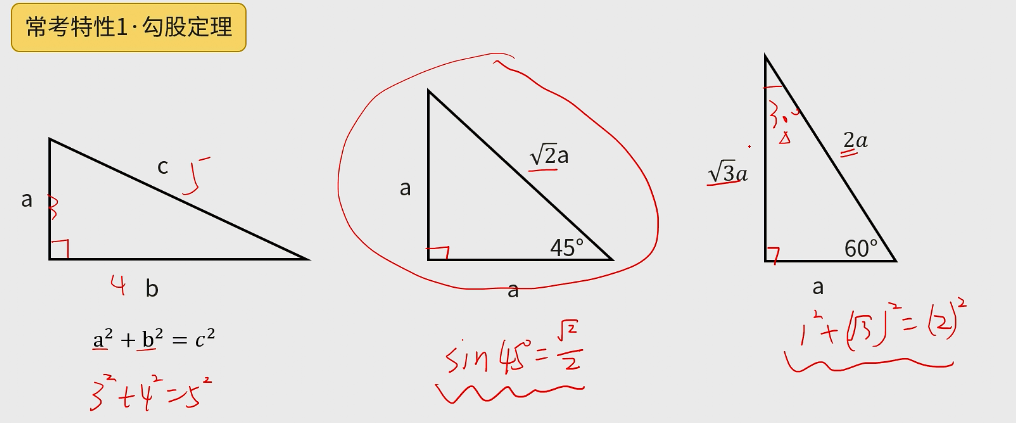 常考特性1·勾股定理
a
3
c
5
4
b
a² + b² = c²
3² + 4² = 5²
a
√2a
45°
a
sin 45° = √2/2
30°
√3a
2a
60°
a
1² + (√3)² = (2)²